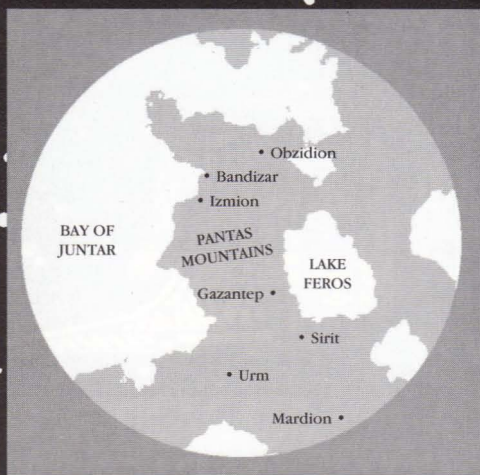 • Obzidion
• Bandizar
• Izmion
BAY OF
JUNTAR
PANTAS
MOUNTAINS
LAKE
FEROS
Gazantep •
• Sirit
• Urm
Mardion •